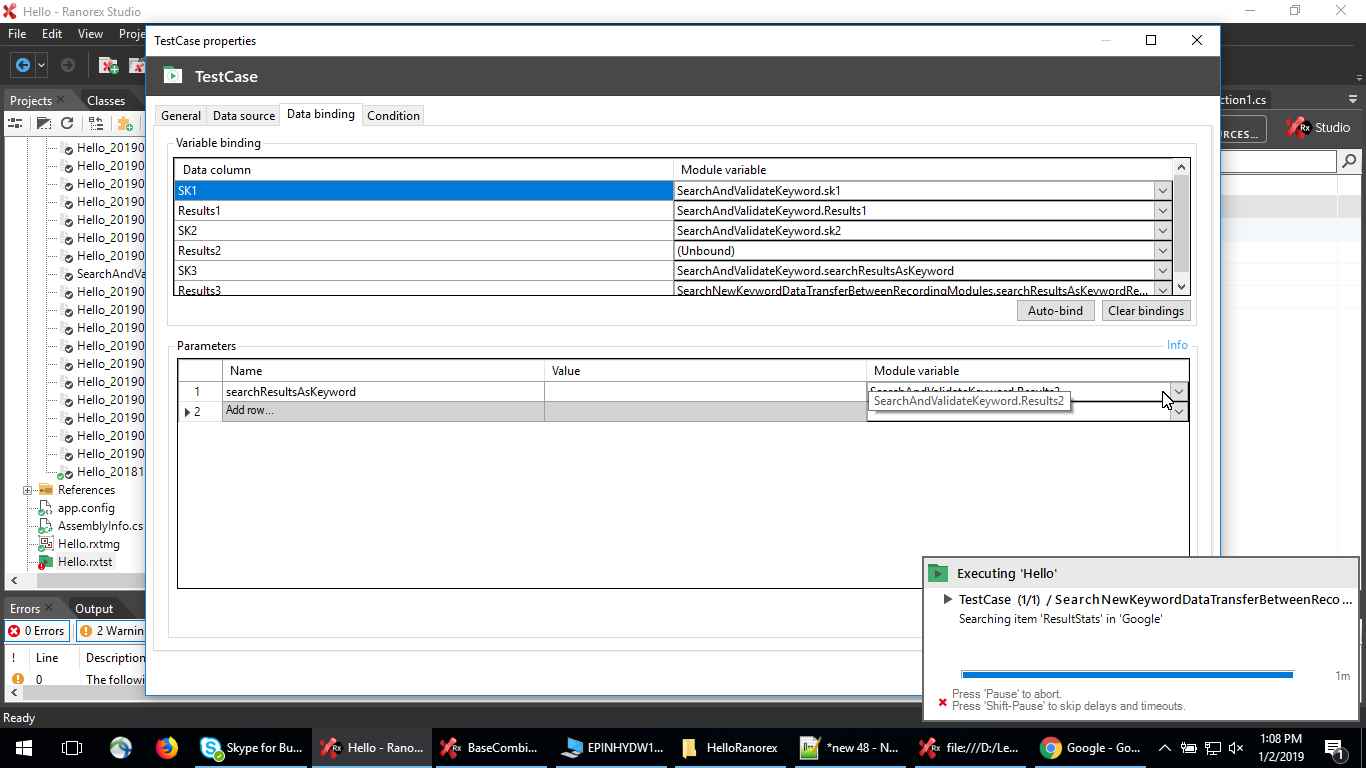 Hello - Ranorex Studio
File Edit View Proje
TestCase properties
TestCase
Projects Classes
ction1.cs
General Data source Data binding Condition
Studio
URCES...
Variable binding
Data column Module variable
SK1 SearchAndValidateKeyword.sk1
Results1 SearchAndValidateKeyword.Results1
SK2 SearchAndValidateKeyword.sk2
Results2 (Unbound)
SK3 SearchAndValidateKeyword.searchResultsAsKeyword
Results3 SearchNewKeywordDataTransferBetweenRecordingModules.searchResultsAsKeywordRe...
Auto-bind Clear bindings
Hello_20190
Hello_20190
Hello_20190
Hello_20190
Hello_20190
Hello_20190
Hello_20190
SearchAndVa
Hello_20190
Hello_20190
Hello_20190
Hello_20190
Hello_20190
Hello_20190
Hello_20190
Hello_20190
Hello_20190
Hello_20190
Hello_20181
References
app.config
AssemblyInfo.cs
Hello.rxtmg
Hello.rxtst
Parameters
Info
Name Value Module variable
1 searchResultsAsKeyword SearchAndValidateKeyword.Results2
SearchAndValidateKeyword.Results2
2 Add row...
Errors Output
0 Errors 2 Warnin
! Line Description
0 The followi
Executing 'Hello'
TestCase (1/1) / SearchNewKeywordDataTransferBetweenReco ...
Searching item 'ResultStats' in 'Google'
1m
Press 'Pause' to abort.
Press 'Shift-Pause' to skip delays and timeouts.
Ready
Skype for Bu...
Hello - Rano...
BaseCombi...
EPINHYDW1...
HelloRanorex
*new 48 - N...
file:///D:/Le...
Google - Go...
1:08 PM
1/2/2019
1